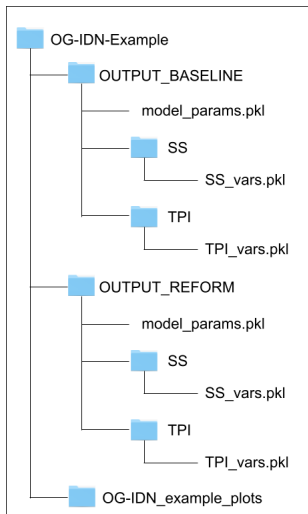 OG-IDN-Example
OUTPUT_BASELINE
model_params.pkl
SS
SS_vars.pkl
TPI
TPI_vars.pkl
OUTPUT_REFORM
model_params.pkl
SS
SS_vars.pkl
TPI
TPI_vars.pkl
OG-IDN_example_plots